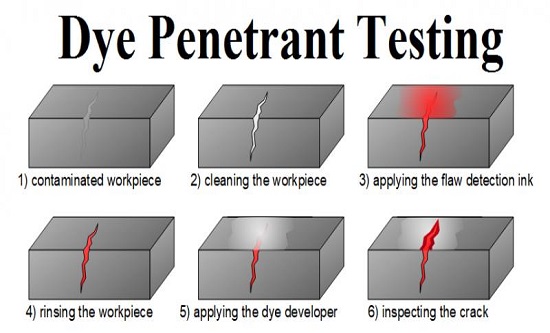 Dye Penetrant Testing
1) contaminated workpiece
2) cleaning the workpiece
3) applying the flaw detection ink
4) rinsing the workpiece
5) applying the dye developer
6) inspecting the crack